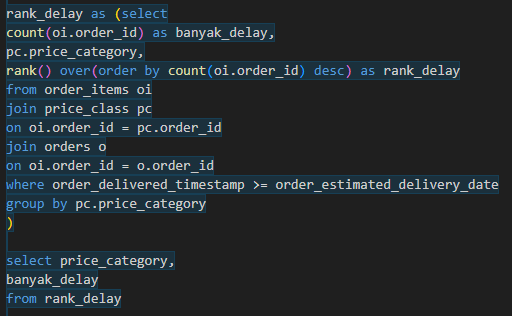 rank_delay as (select
count(oi.order_id) as banyak_delay,
pc.price_category,
rank() over(order by count(oi.order_id) desc) as rank_delay
from order_items oi
join price_class pc
on oi.order_id = pc.order_id
join orders o
on oi.order_id = o.order_id
where order_delivered_timestamp >= order_estimated_delivery_date
group by pc.price_category
)
select price_category,
banyak_delay
from rank_delay